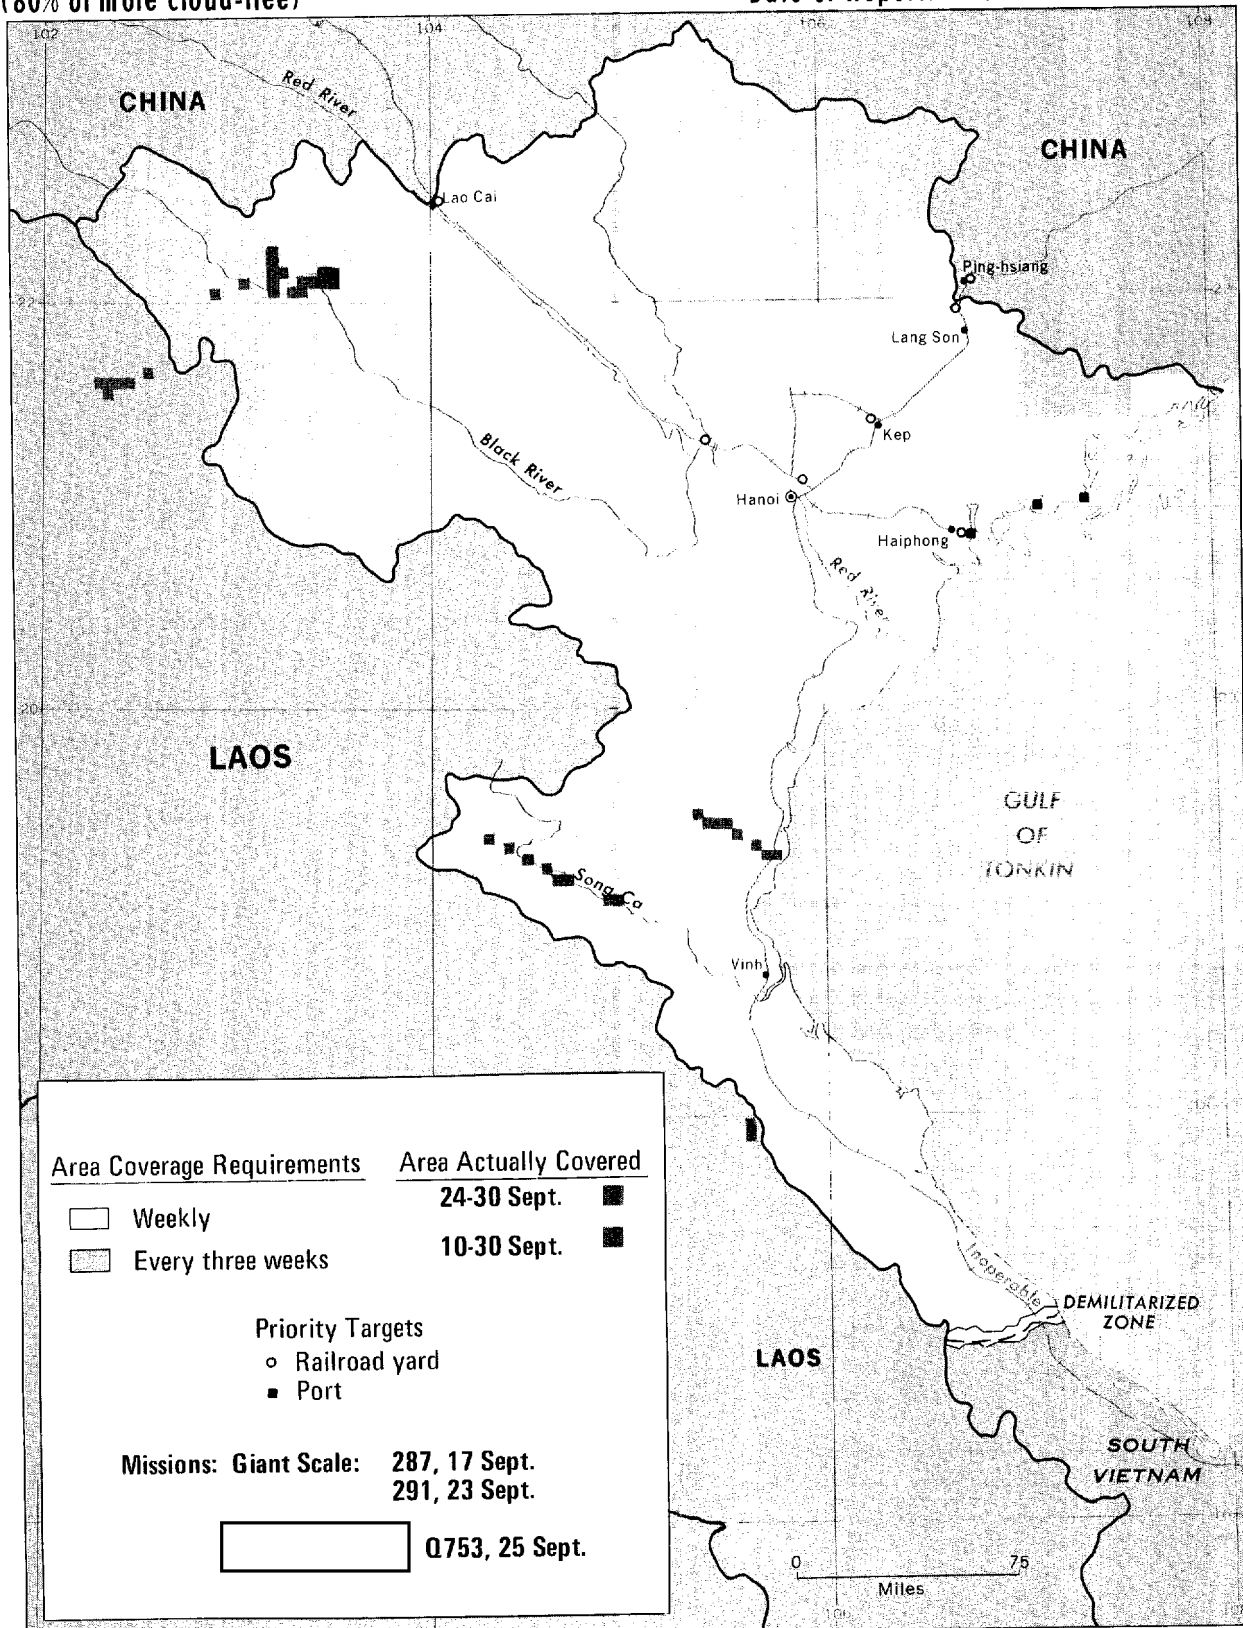 (80% or more cloud-free)
102
104
106
108
Red River
CHINA
CHINA
Lao Cai
Ping-hsiang
22
Lang Son
Kep
Black River
Hanoi
Haiphong
Red River
20
LAOS
GULF
OF
TONKIN
Song Ca
Vinh
Area Coverage Requirements
Area Actually Covered
24-30 Sept.
Weekly
10-30 Sept.
Every three weeks
Inoperable
DEMILITARIZED
ZONE
Priority Targets
Railroad yard
Port
LAOS
SOUTH
VIETNAM
Missions: Giant Scale: 287, 17 Sept.
291, 23 Sept.
Q753, 25 Sept.
0 75
Miles
106